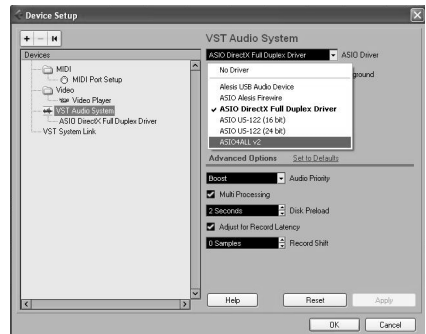 Device Setup
Devices
MIDI
MIDI Port Setup
Video
Video Player
VST Audio System
ASIO DirectX Full Duplex Driver
VST System Link
VST Audio System
ASIO DirectX Full Duplex Driver ASIO Driver
No Driver
ground
Alesis USB Audio Device
ASIO Alesis Firewire
ASIO DirectX Full Duplex Driver
ASIO US-122 (16 bit)
ASIO US-122 (24 bit)
ASIO4ALL v2
Advanced Options Set to Defaults
Boost Audio Priority
Multi Processing
2 Seconds Disk Preload
Adjust for Record Latency
0 Samples Record Shift
Help Reset Apply
OK Cancel